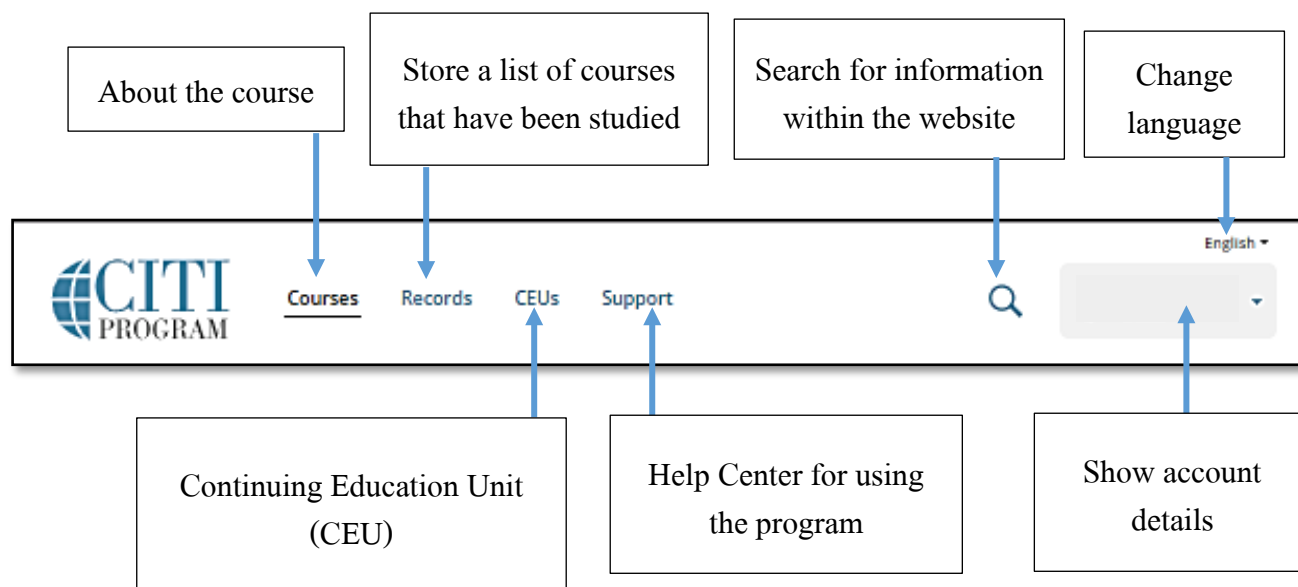 About the course
Store a list of courses
that have been studied
Search for information
within the website
Change
language
English
CITI
PROGRAM
Courses
Records
CEUs
Support
Continuing Education Unit
(CEU)
Help Center for using
the program
Show account
details